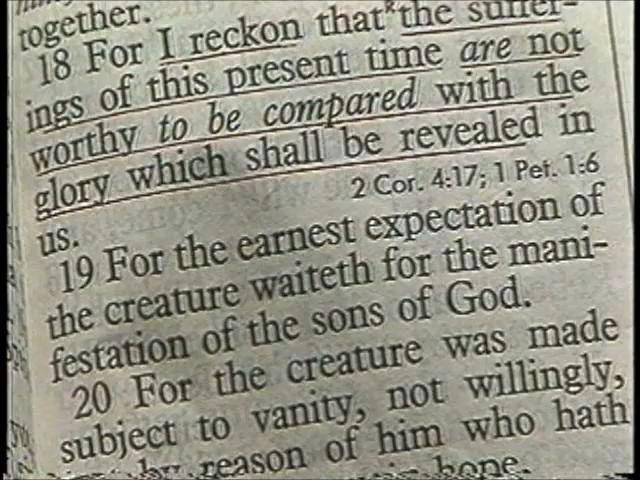 together.
18 For I reckon that* the suffer-
ings of this present time are not
worthy to be compared with the
glory which shall be revealed in
us.
2 Cor. 4:17; 1 Pet. 1:6
19 For the earnest expectation of
the creature waiteth for the mani-
festation of the sons of God.
20 For the creature was made
subject to vanity, not willingly,
by reason of him who hath
hope.